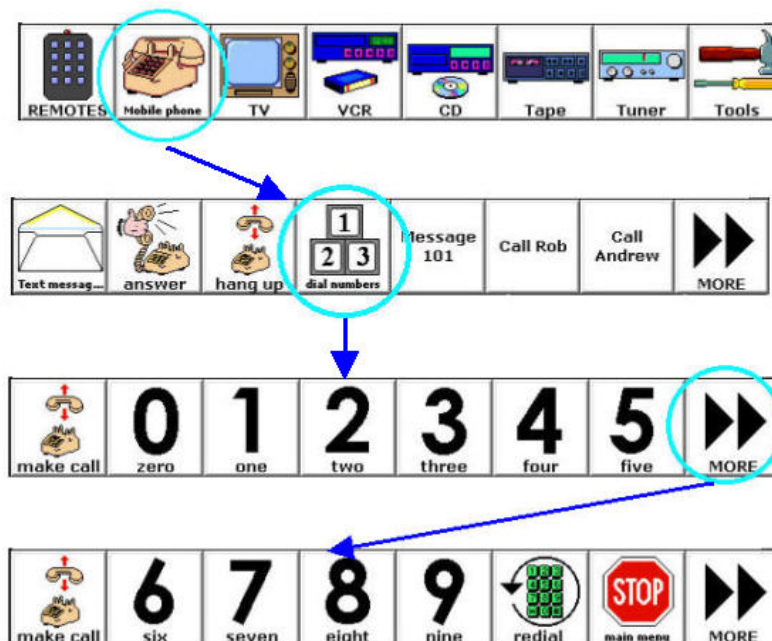 REMOTES Mobile phone TV VCR CD Tape Tuner Tools
1
2 3
Message
101
Call Rob
Call
Andrew
Text messag... answer hang up dial numbers MORE
0 1 2 3 4 5
make call zero one two three four five MORE
6 7 8 9 STOP
make call six seven eight nine redial main menu MORE